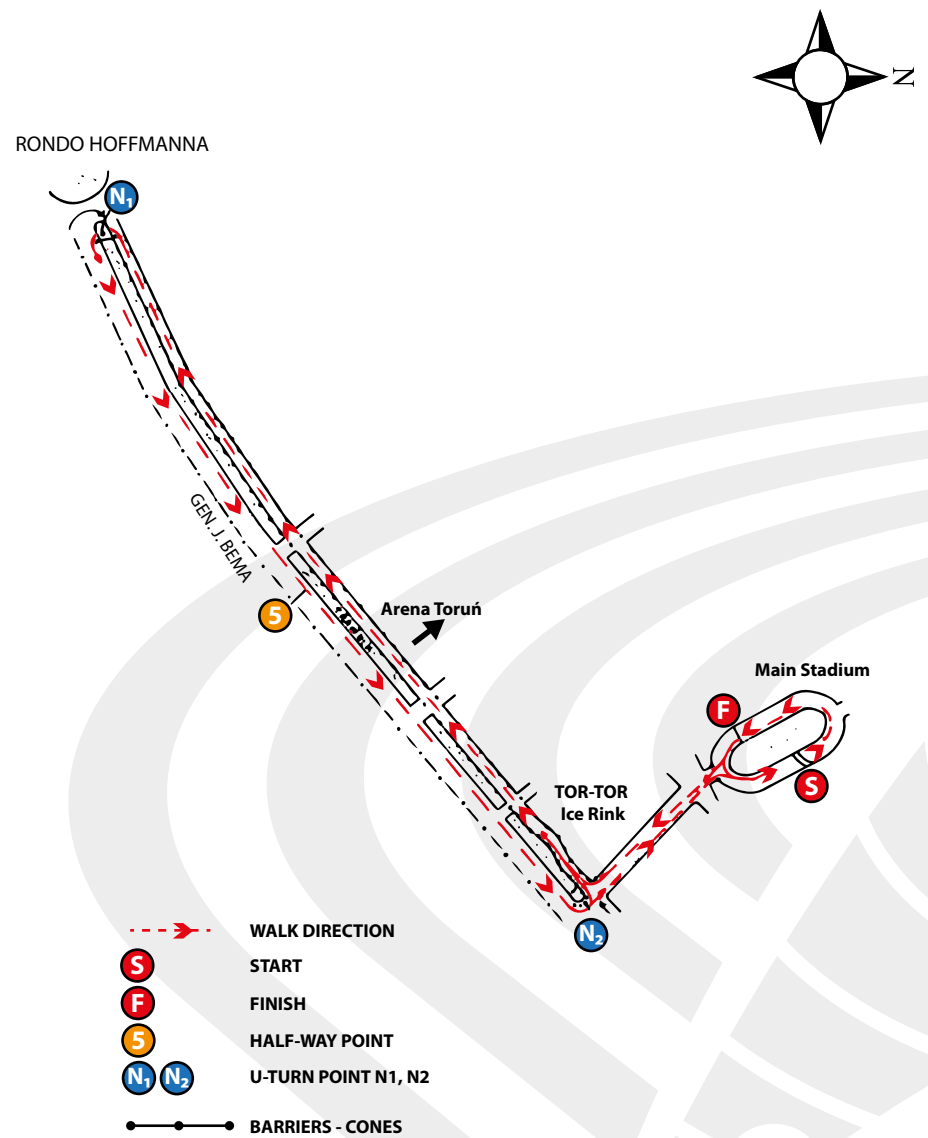 N
RONDO HOFFMANNA
N₁
GEN. J. BEMA
5
Arena Toruń
Main Stadium
F
S
TOR-TOR
Ice Rink
N₂
WALK DIRECTION
S START
F FINISH
5 HALF-WAY POINT
N₁ N₂ U-TURN POINT N1, N2
BARRIERS - CONES